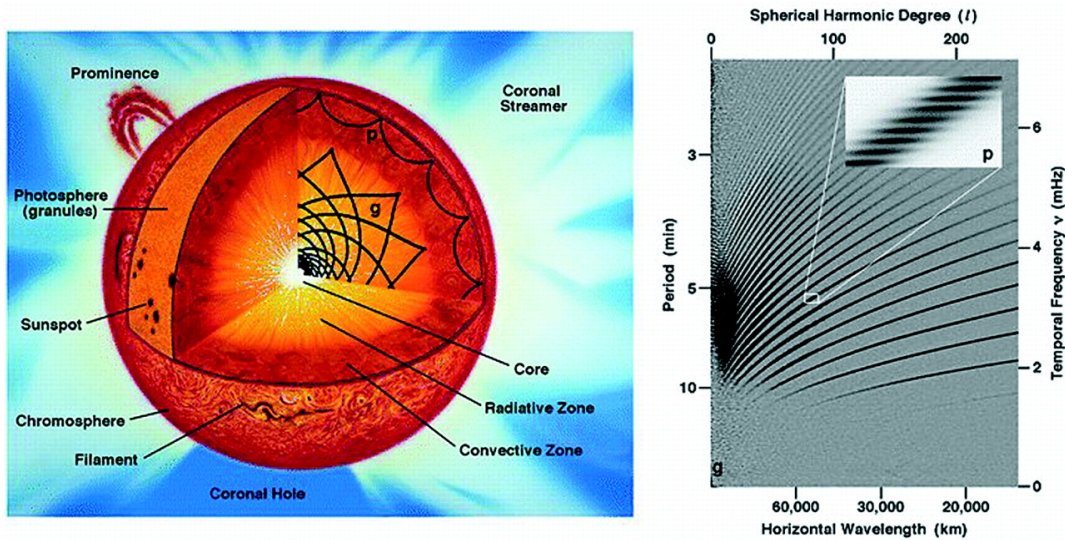 Prominence
Coronal
Streamer
p
Photosphere
(granules)
g
Sunspot
Core
Radiative Zone
Chromosphere
Convective Zone
Filament
Coronal Hole
Spherical Harmonic Degree (l)
0 100 200
p
6
3
Period (min)
Temporal Frequency ν (mHz)
4
5
2
10
g
0
60,000 30,000 20,000
Horizontal Wavelength (km)